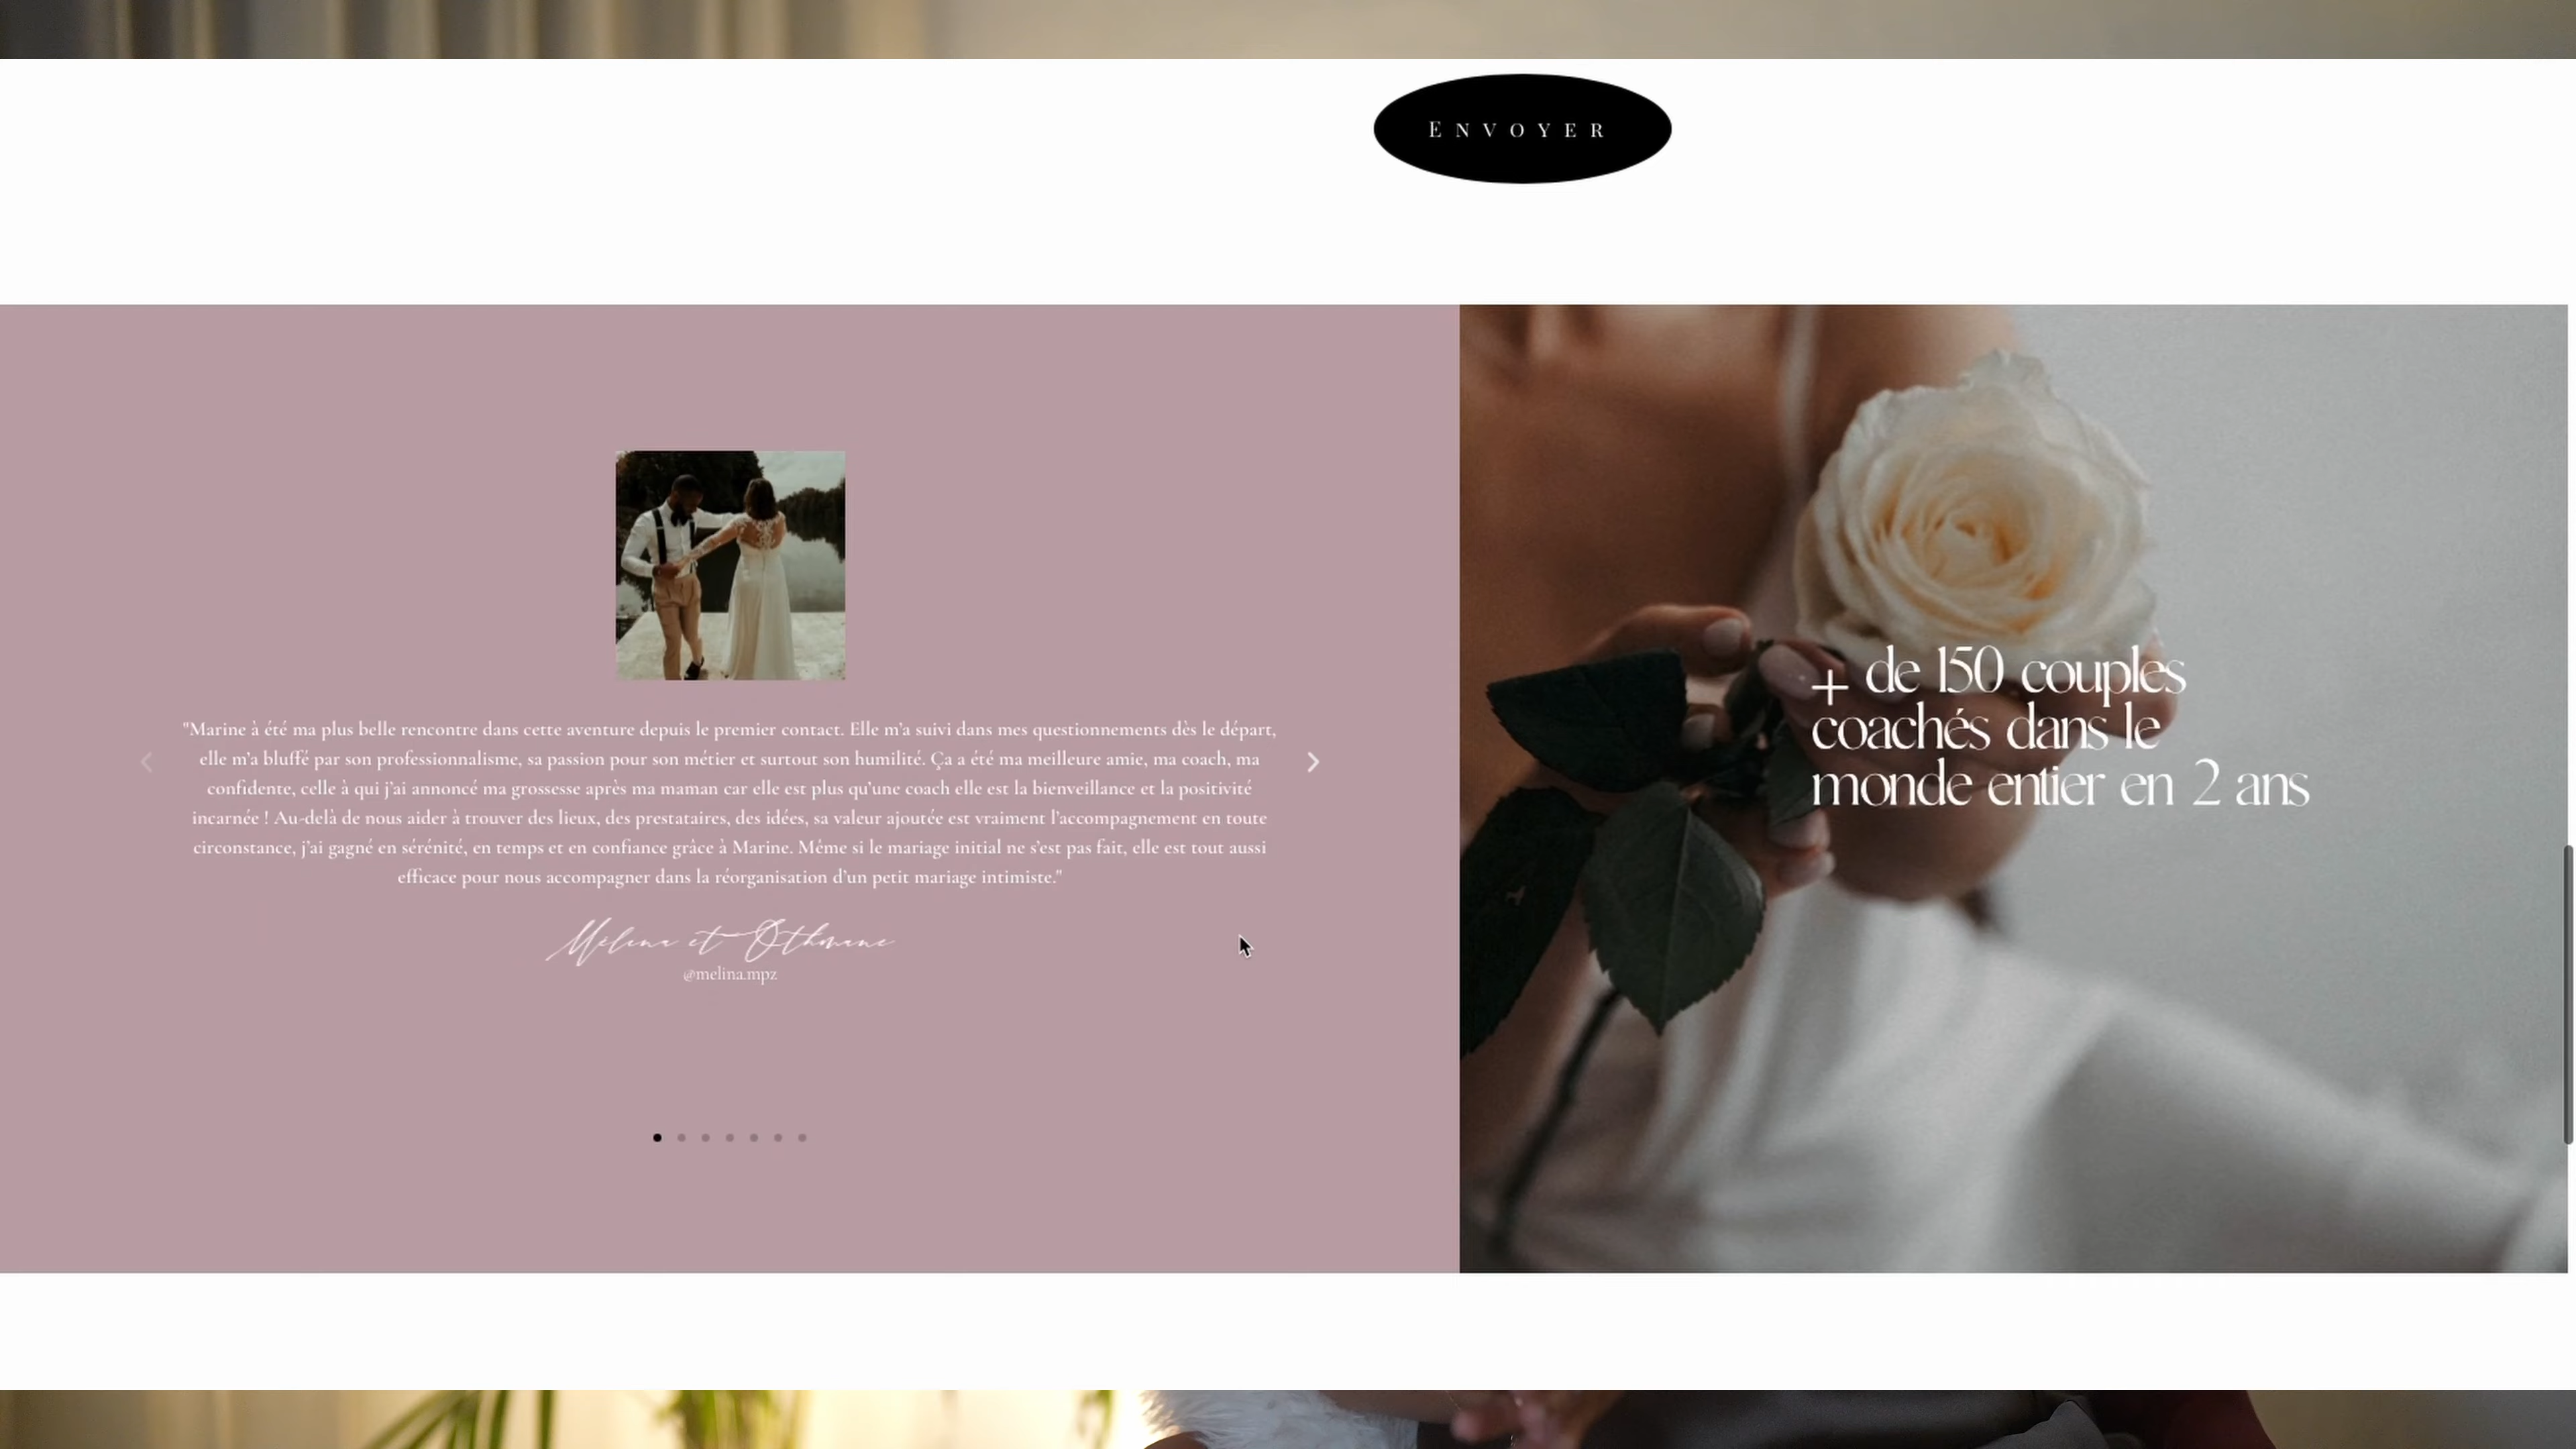 ENVOYER
"Marine à été ma plus belle rencontre dans cette aventure depuis le premier contact. Elle m'a suivi dans mes questionnements dès le départ,
elle m'a bluffé par son professionnalisme, sa passion pour son métier et surtout son humilité. Ça a été ma meilleure amie, ma coach, ma
confidente, celle à qui j'ai annoncé ma grossesse après ma maman car elle est plus qu'une coach elle est la bienveillance et la positivité
incarnée ! Au-delà de nous aider à trouver des lieux, des prestataires, des idées, sa valeur ajoutée est vraiment l'accompagnement en toute
circonstance, j'ai gagné en sérénité, en temps et en confiance grâce à Marine. Même si le mariage initial ne s'est pas fait, elle est tout aussi
efficace pour nous accompagner dans la réorganisation d'un petit mariage intimiste."
Mélina et Othmane
@melina.mpz
+ de 150 couples
coachés dans le
monde entier en 2 ans